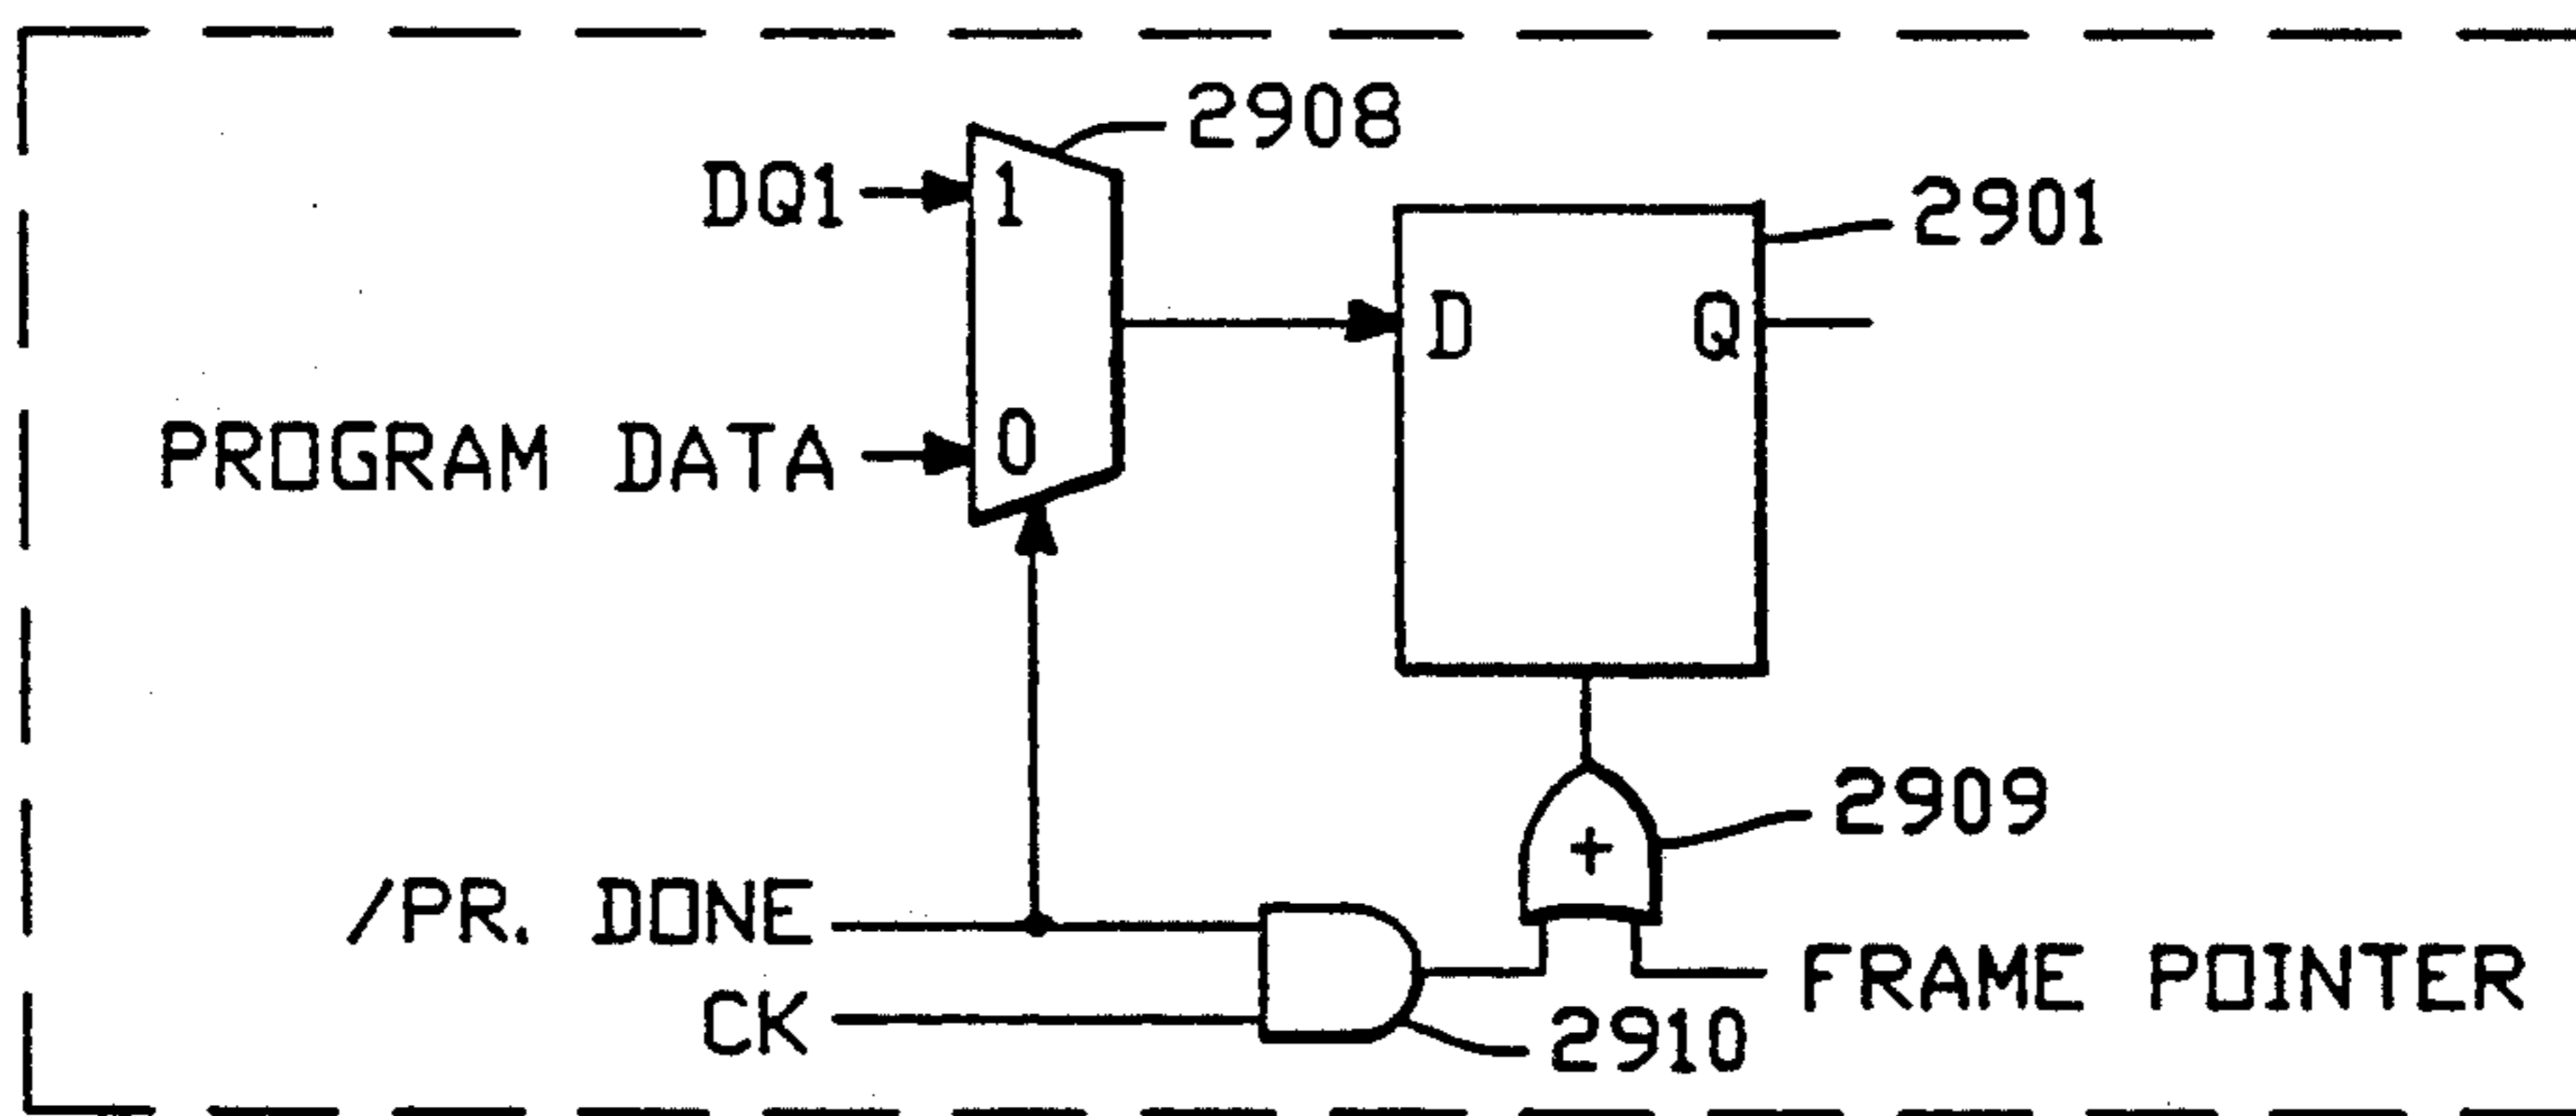 2908
DQ1
1
2901
D
Q
PROGRAM DATA
0
2909
+
/PR. DONE
FRAME POINTER
CK
2910